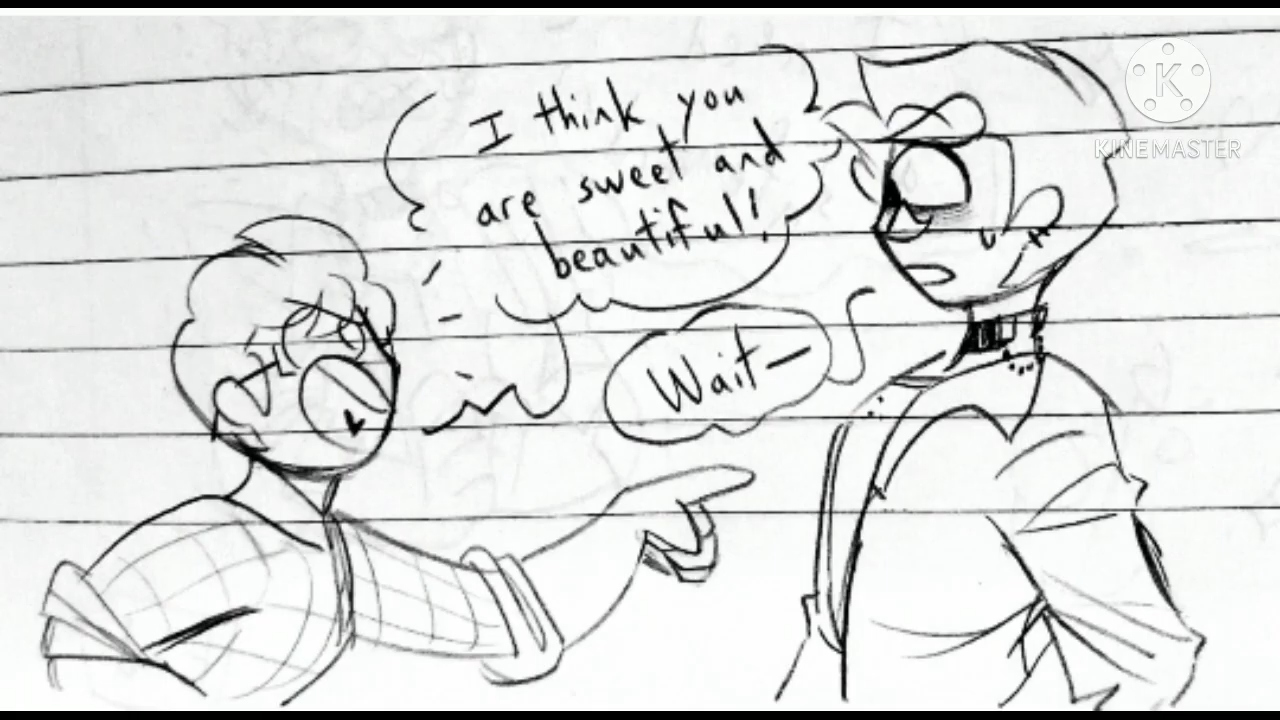 I think you
are sweet and
beautiful!
Wait—
K
KINEMASTER